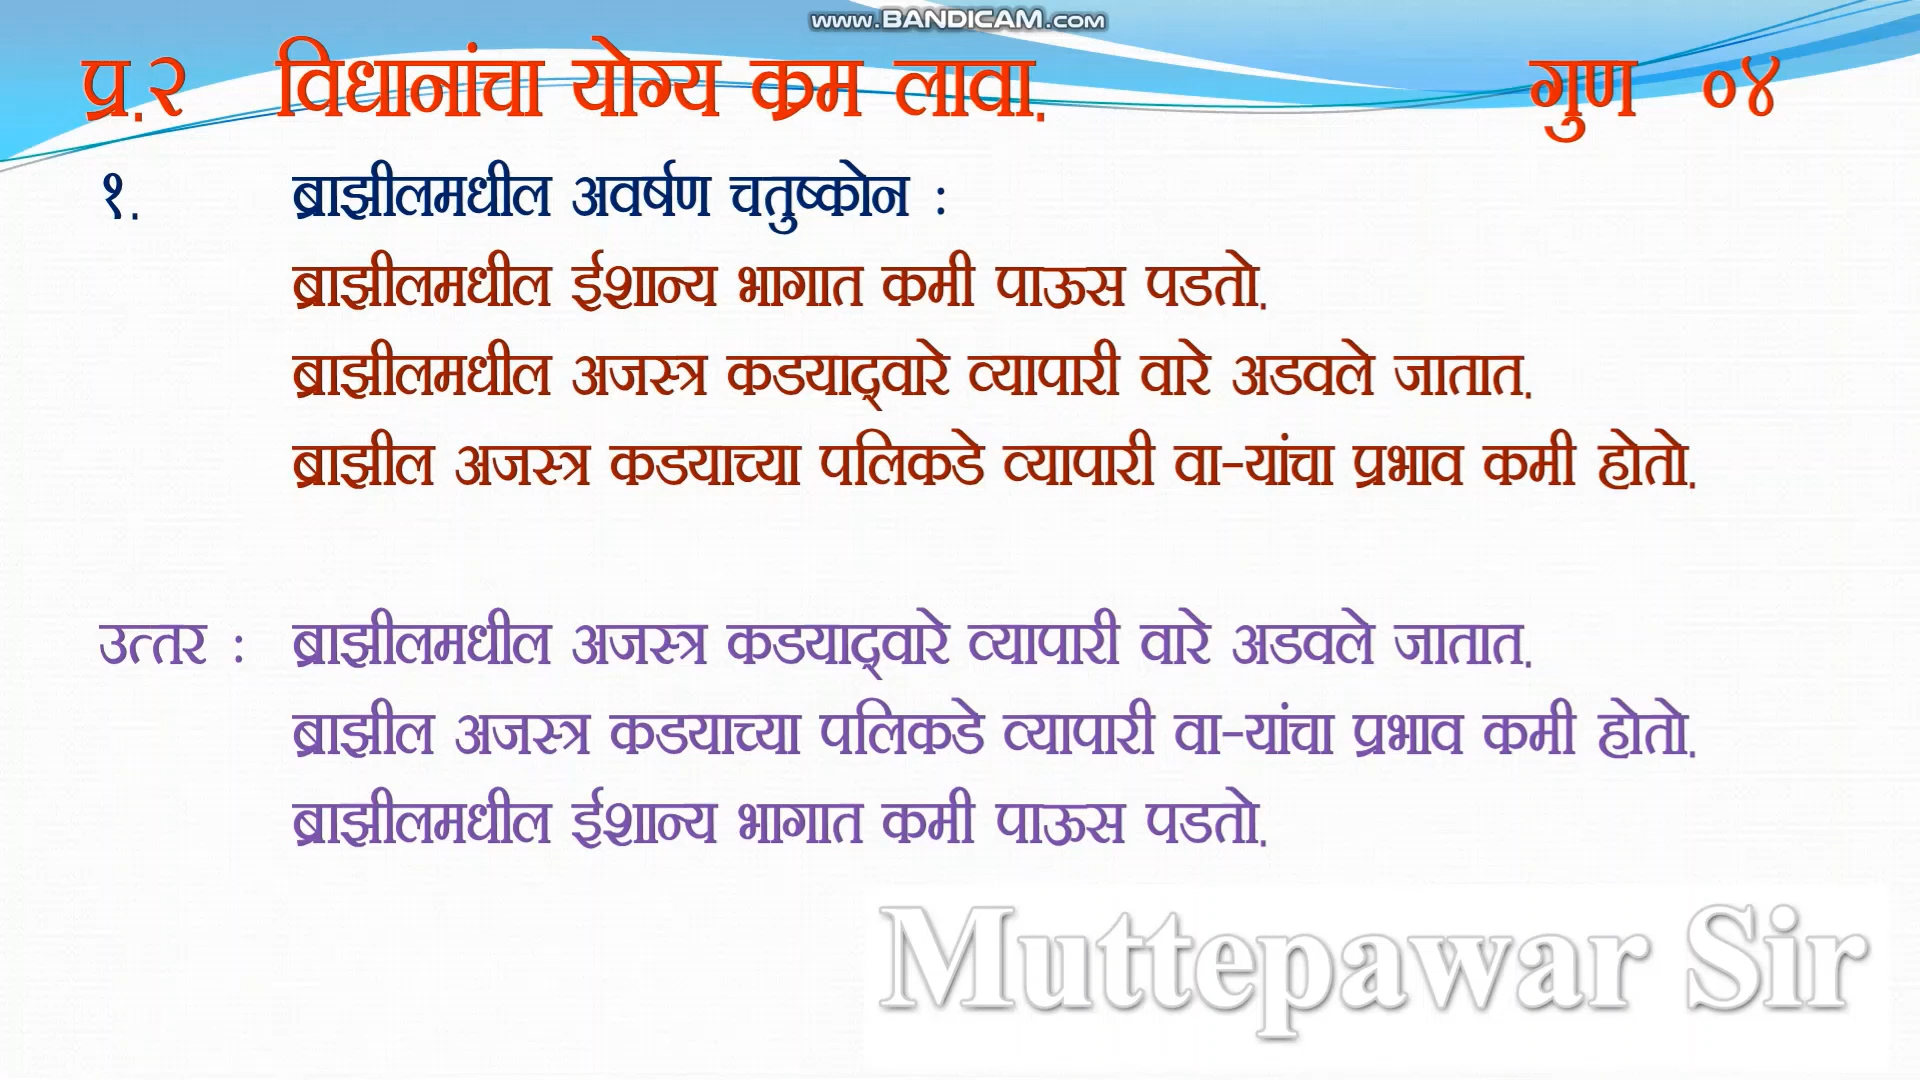 www.BANDICAM.com
प्र.२ विधानांचा योग्य क्रम लावा. गुण ०४
१. ब्राझीलमधील अवर्षण चतुष्कोन :
ब्राझीलमधील ईशान्य भागात कमी पाऊस पडतो.
ब्राझीलमधील अजस्त्र कडयाद्वारे व्यापारी वारे अडवले जातात.
ब्राझील अजस्त्र कडयाच्या पलिकडे व्यापारी वा-यांचा प्रभाव कमी होतो.
उत्तर : ब्राझीलमधील अजस्त्र कडयाद्वारे व्यापारी वारे अडवले जातात.
ब्राझील अजस्त्र कडयाच्या पलिकडे व्यापारी वा-यांचा प्रभाव कमी होतो.
ब्राझीलमधील ईशान्य भागात कमी पाऊस पडतो.
Muttepawar Sir